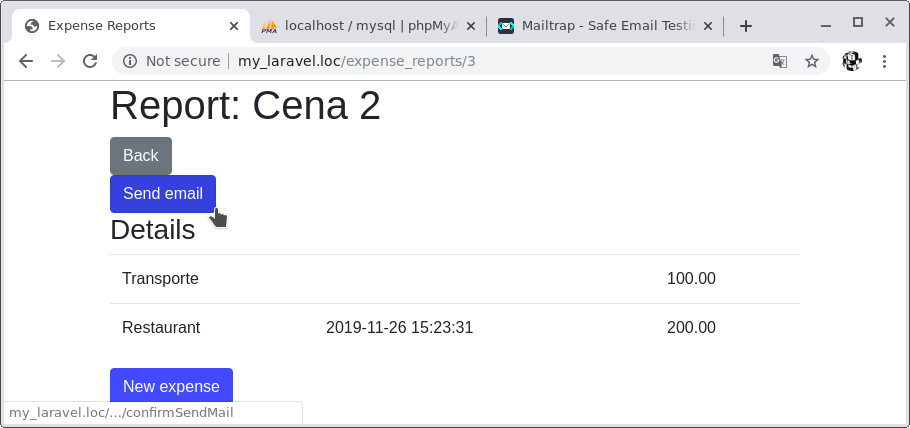 Expense Reports
localhost / mysql | phpMyA
Mailtrap - Safe Email Testin
Not secure | my_laravel.loc/expense_reports/3
Report: Cena 2
Back
Send email
Details
Transporte 100.00
Restaurant 2019-11-26 15:23:31 200.00
New expense
my_laravel.loc/.../confirmSendMail